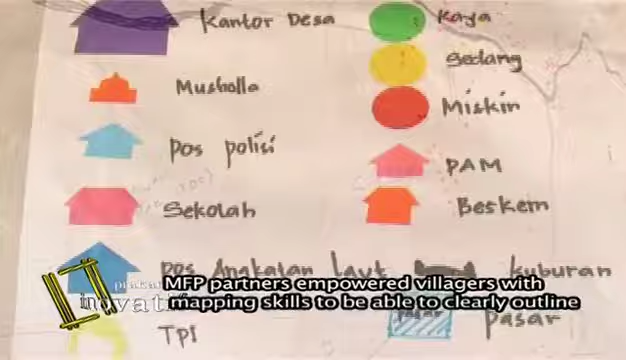 Kantor Desa
Musholla
pos polisi
Sekolah
pos Angkatan laut
TPI
Kaya
Sedang
Miskin
PAM
Beskem
kuburan
pasar
pasar
MFP partners empowered villagers with
mapping skills to be able to clearly outline